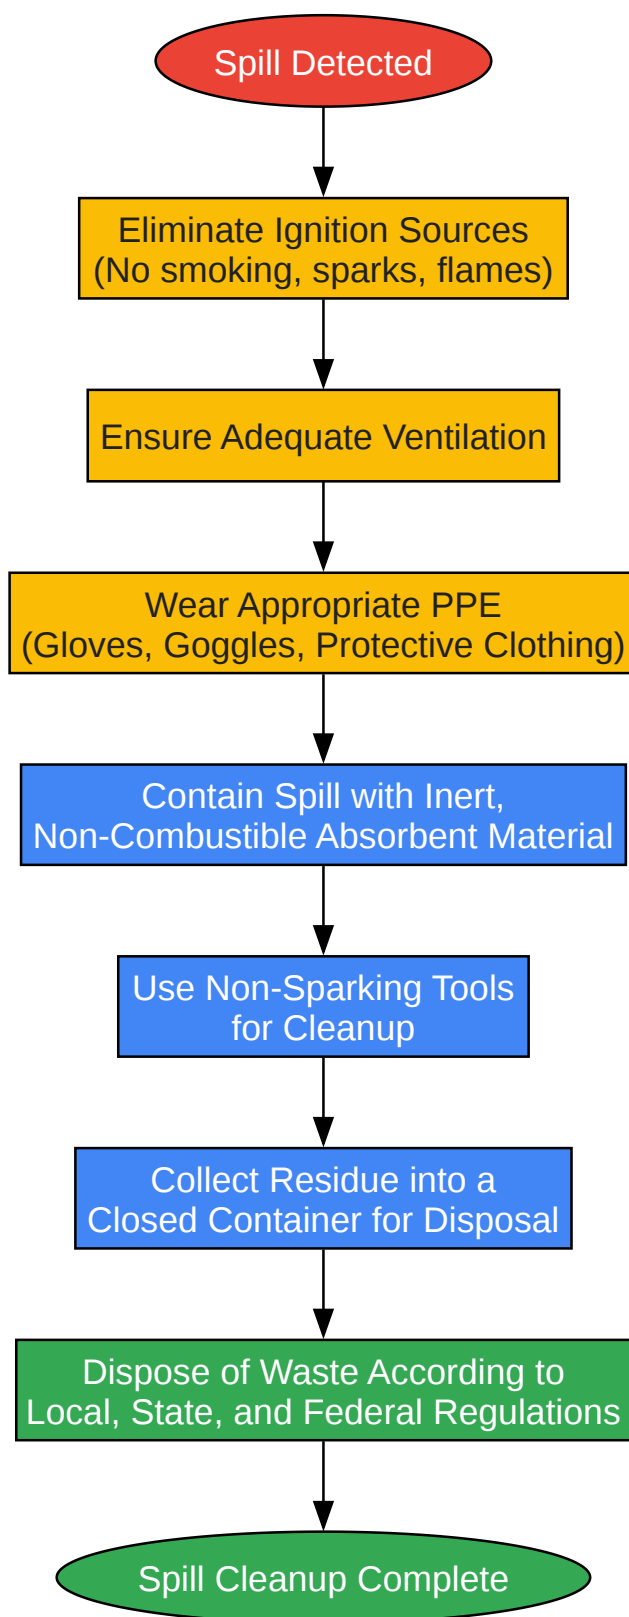 Spill Detected
Eliminate Ignition Sources
(No smoking, sparks, flames)
Ensure Adequate Ventilation
Wear Appropriate PPE
(Gloves, Goggles, Protective Clothing)
Contain Spill with Inert,
Non-Combustible Absorbent Material
Use Non-Sparking Tools
for Cleanup
Collect Residue into a
Closed Container for Disposal
Dispose of Waste According to
Local, State, and Federal Regulations
Spill Cleanup Complete